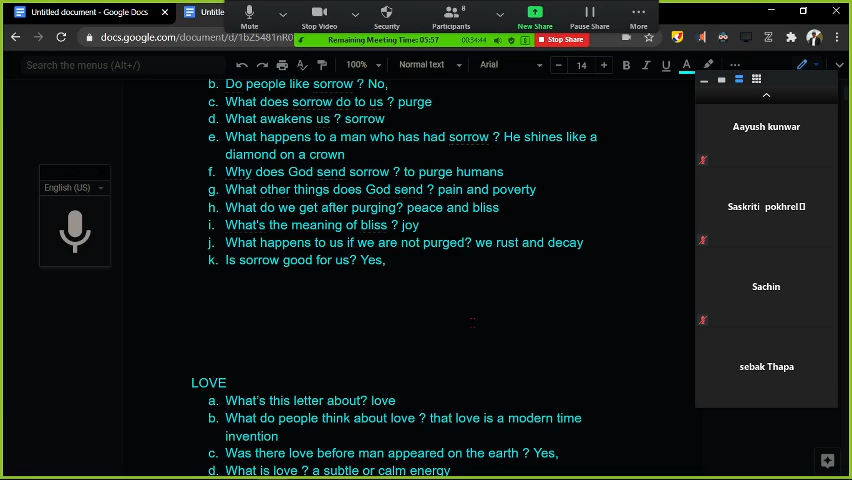 Untitled document - Google Docs
Untitled
Mute
Stop Video
Security
Participants
8
New Share
Pause Share
More
docs.google.com/document/d/1bZ5481nR0
Remaining Meeting Time: 05:57
Stop Share
00:34:44
Search the menus (Alt+/)
100%
Normal text
Arial
14
B I U A
English (US)
b. Do people like sorrow ? No,
c. What does sorrow do to us ? purge
d. What awakens us ? sorrow
e. What happens to a man who has had sorrow ? He shines like a
diamond on a crown
f. Why does God send sorrow ? to purge humans
g. What other things does God send ? pain and poverty
h. What do we get after purging? peace and bliss
i. What's the meaning of bliss ? joy
j. What happens to us if we are not purged? we rust and decay
k. Is sorrow good for us? Yes,
LOVE
a. What's this letter about? love
b. What do people think about love ? that love is a modern time
invention
c. Was there love before man appeared on the earth ? Yes,
d. What is love ? a subtle or calm energy
Aayush kunwar
Saskriti pokhrel
Sachin
sebak Thapa